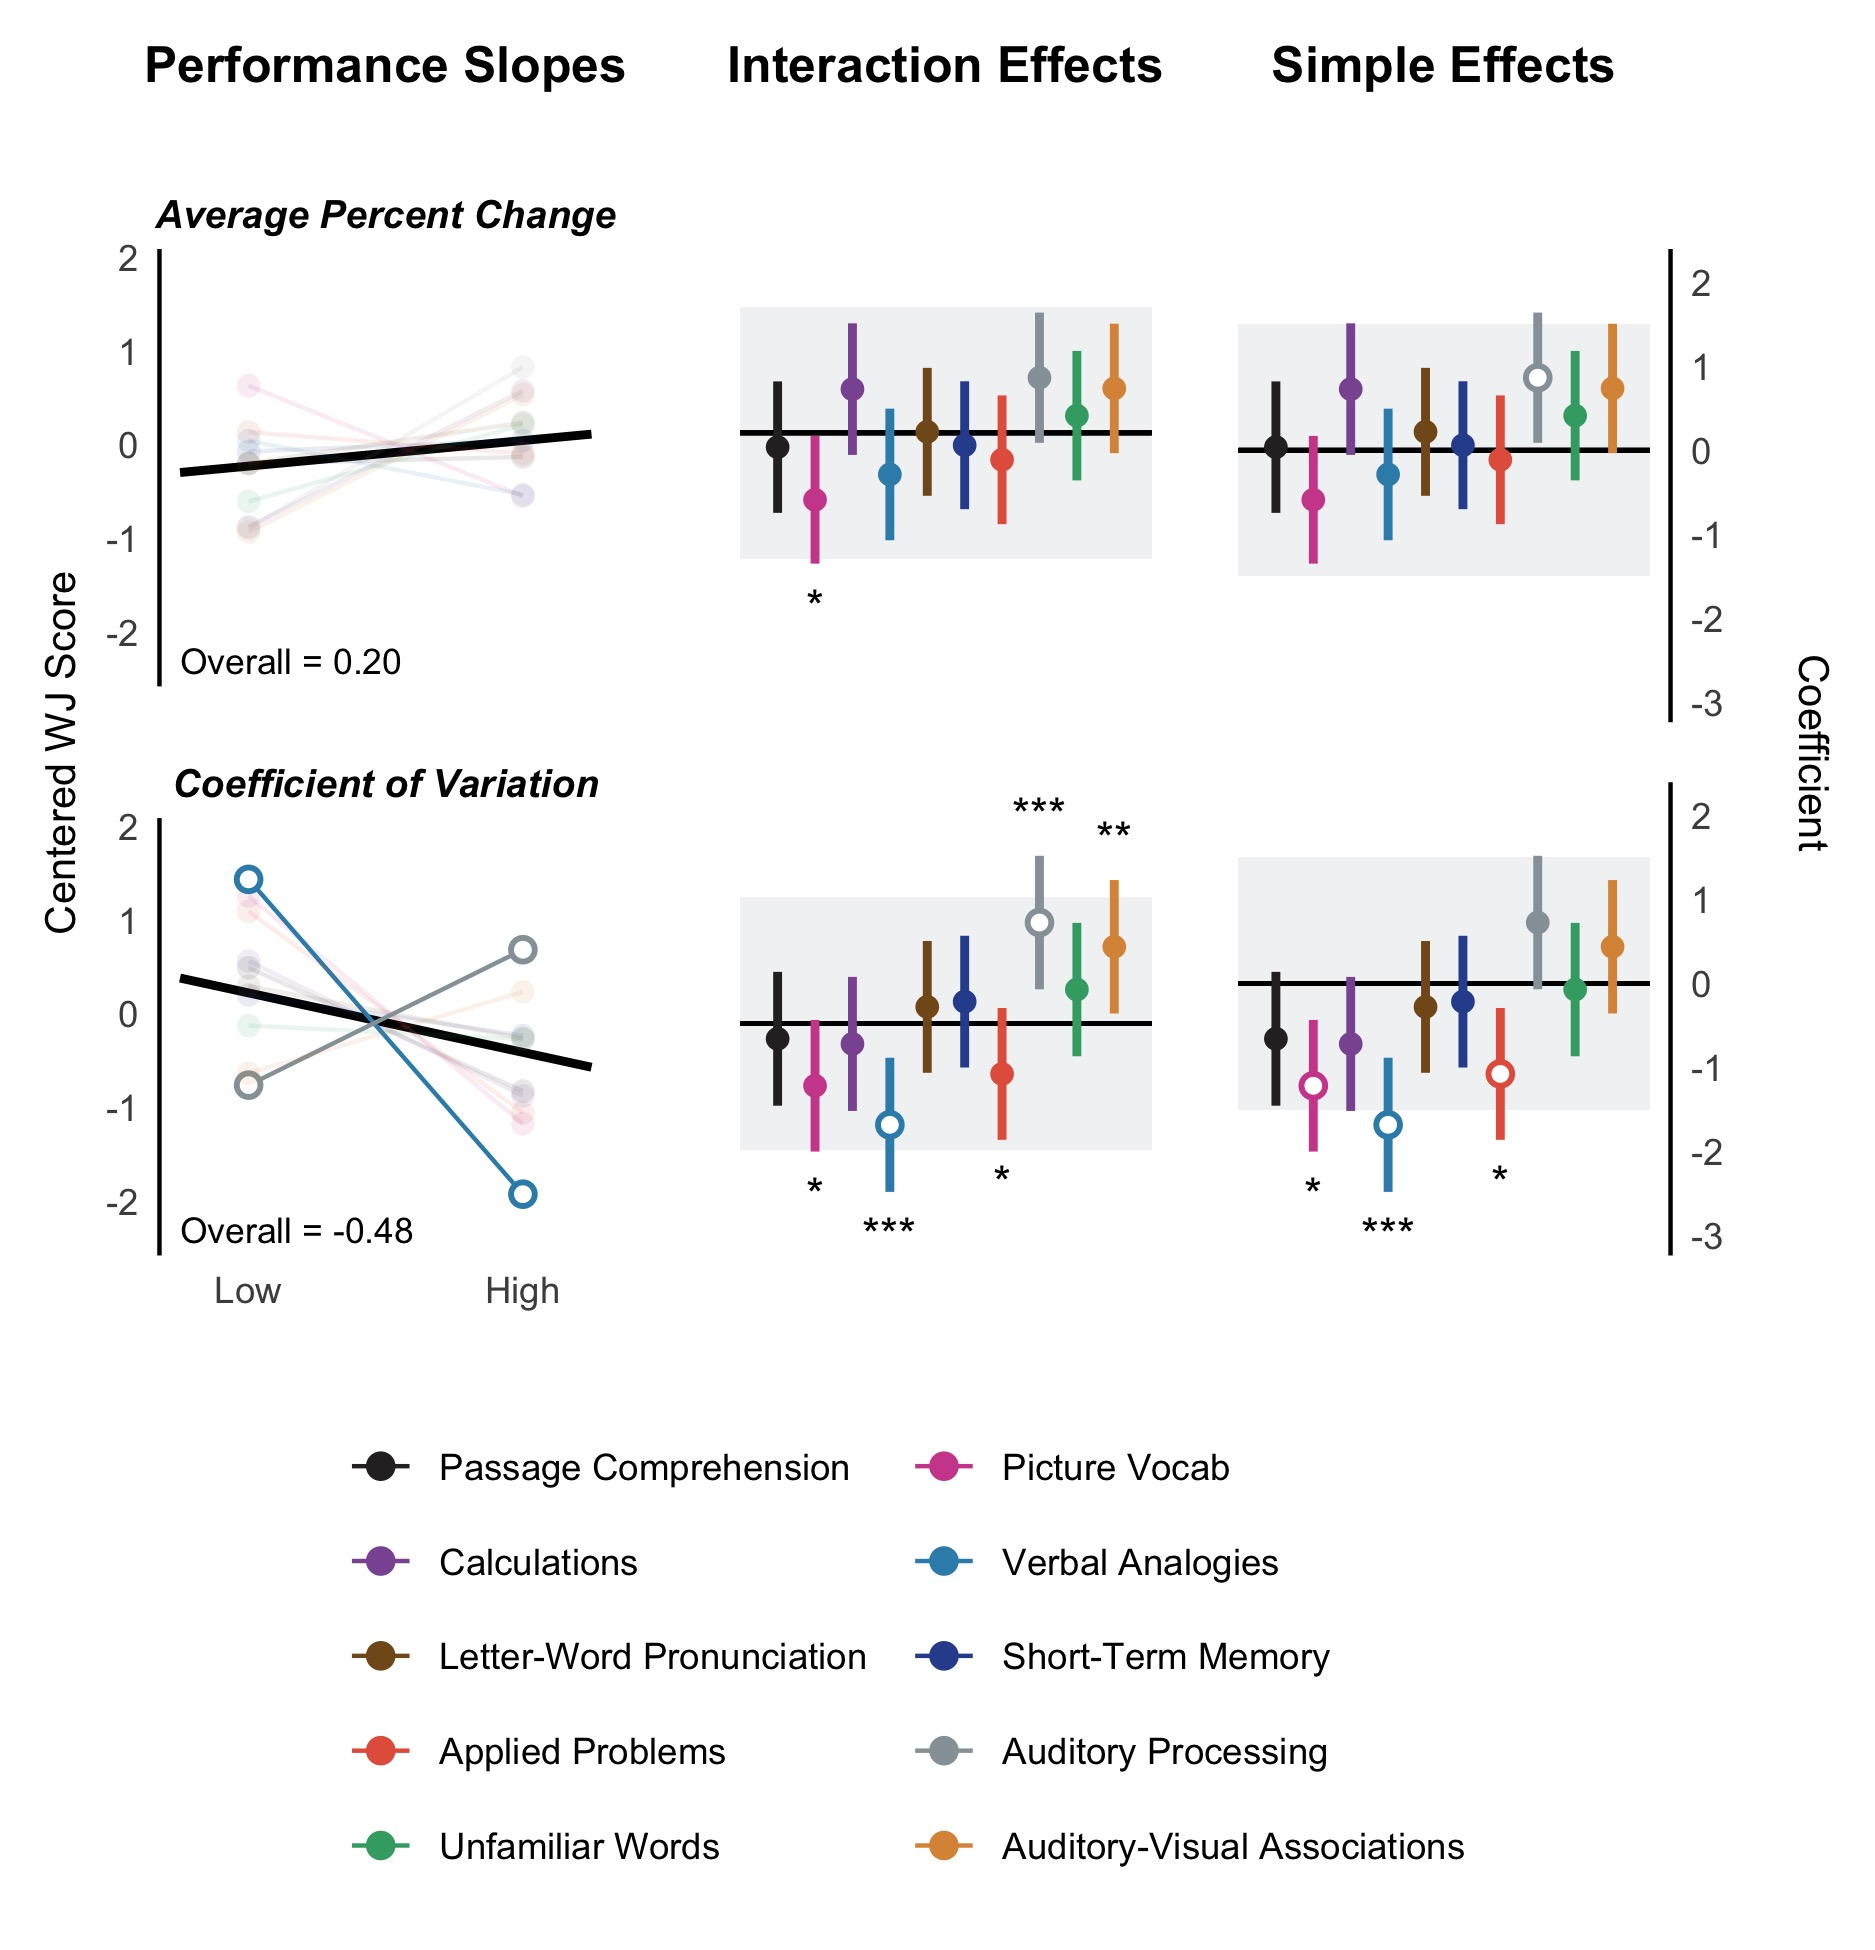 Performance Slopes
Interaction Effects
Simple Effects
Average Percent Change
2
1
0
-1
-2
Overall = 0.20
*
2
1
0
-1
-2
-3
Centered WJ Score
Coefficient
Coefficient of Variation
2
1
0
-1
-2
Overall = -0.48
Low
High
***
**
*
***
*
*
***
*
2
1
0
-1
-2
-3
Passage Comprehension
Picture Vocab
Calculations
Verbal Analogies
Letter-Word Pronunciation
Short-Term Memory
Applied Problems
Auditory Processing
Unfamiliar Words
Auditory-Visual Associations